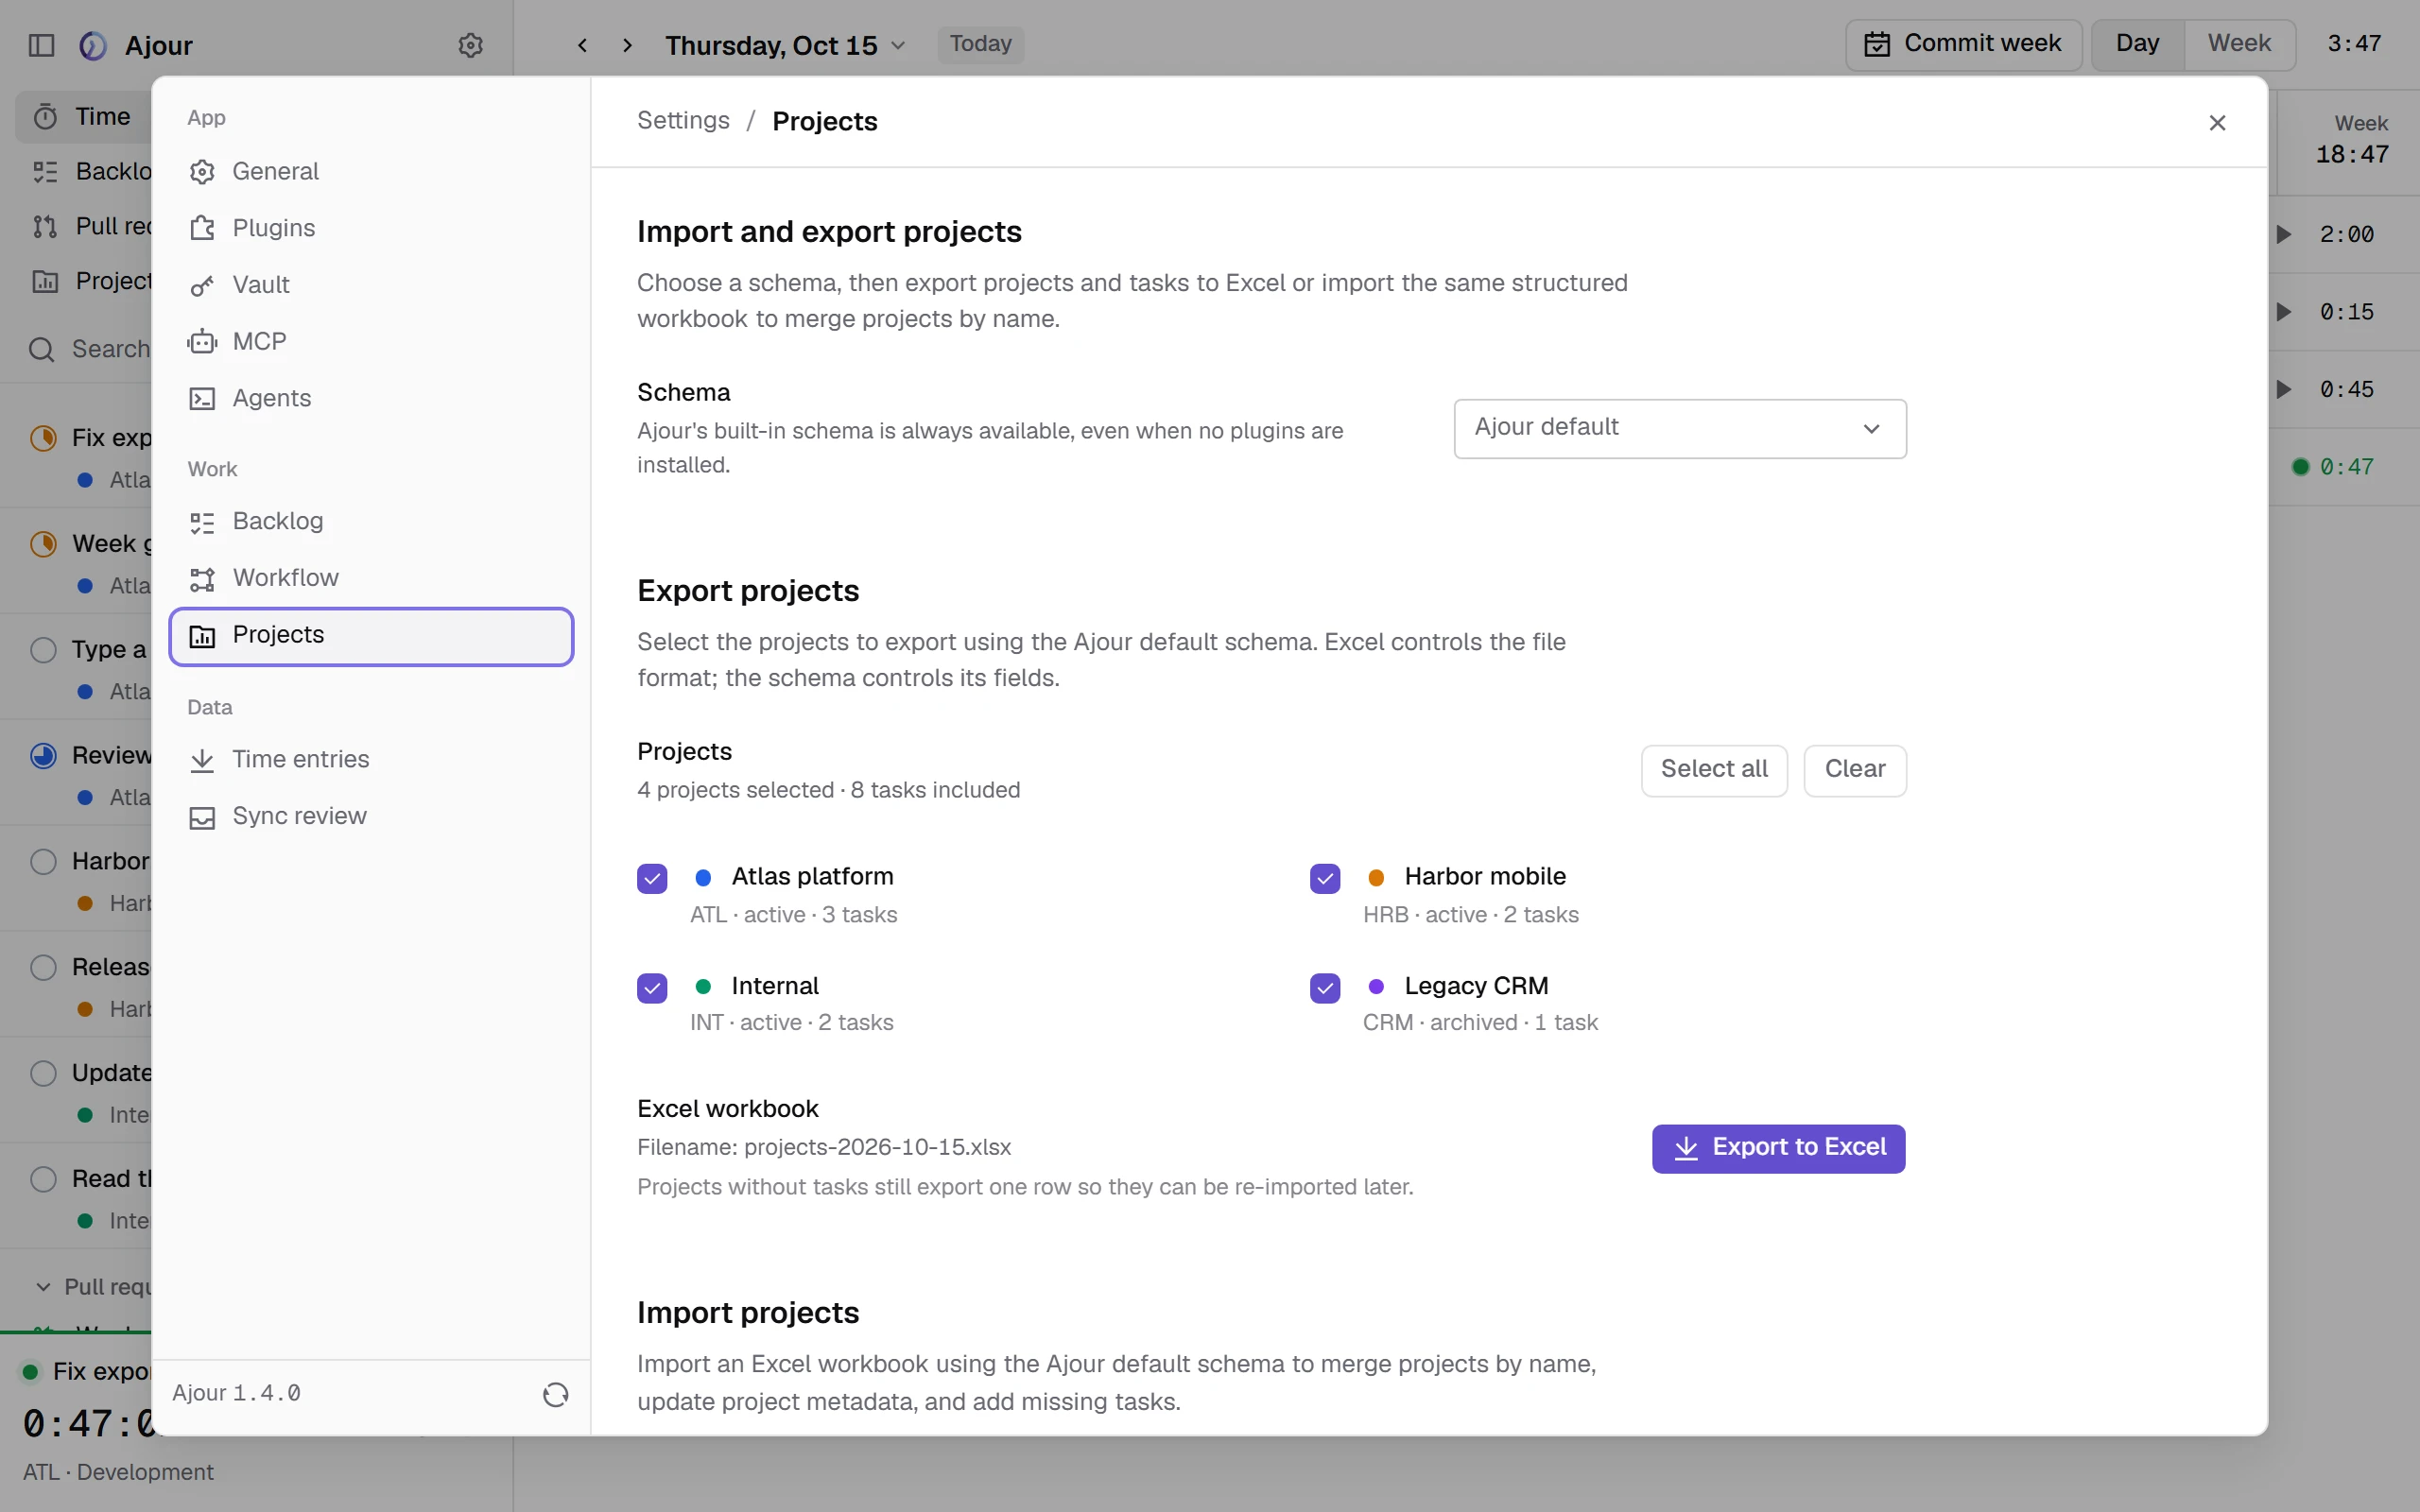 Ajour
Thursday, Oct 15
Today
Commit week
Day
Week
3:47
Time
Backlo
Pull rec
Project
Search
Fix exp
Atla
Week g
Atla
Type a
Atla
Review
Atla
Harbor
Harb
Releas
Harb
Update
Inte
Read th
Inte
Pull requ
Fix expor
0:47:0
ATL · Development
App
General
Plugins
Vault
MCP
Agents
Work
Backlog
Workflow
Projects
Data
Time entries
Sync review
Ajour 1.4.0
Settings / Projects
Import and export projects
Choose a schema, then export projects and tasks to Excel or import the same structured
workbook to merge projects by name.
Schema
Ajour's built-in schema is always available, even when no plugins are
installed.
Ajour default
Export projects
Select the projects to export using the Ajour default schema. Excel controls the file
format; the schema controls its fields.
Projects
4 projects selected · 8 tasks included
Select all
Clear
Atlas platform
ATL · active · 3 tasks
Harbor mobile
HRB · active · 2 tasks
Internal
INT · active · 2 tasks
Legacy CRM
CRM · archived · 1 task
Excel workbook
Filename: projects-2026-10-15.xlsx
Projects without tasks still export one row so they can be re-imported later.
Export to Excel
Import projects
Import an Excel workbook using the Ajour default schema to merge projects by name,
update project metadata, and add missing tasks.
Week
18:47
2:00
0:15
0:45
0:47